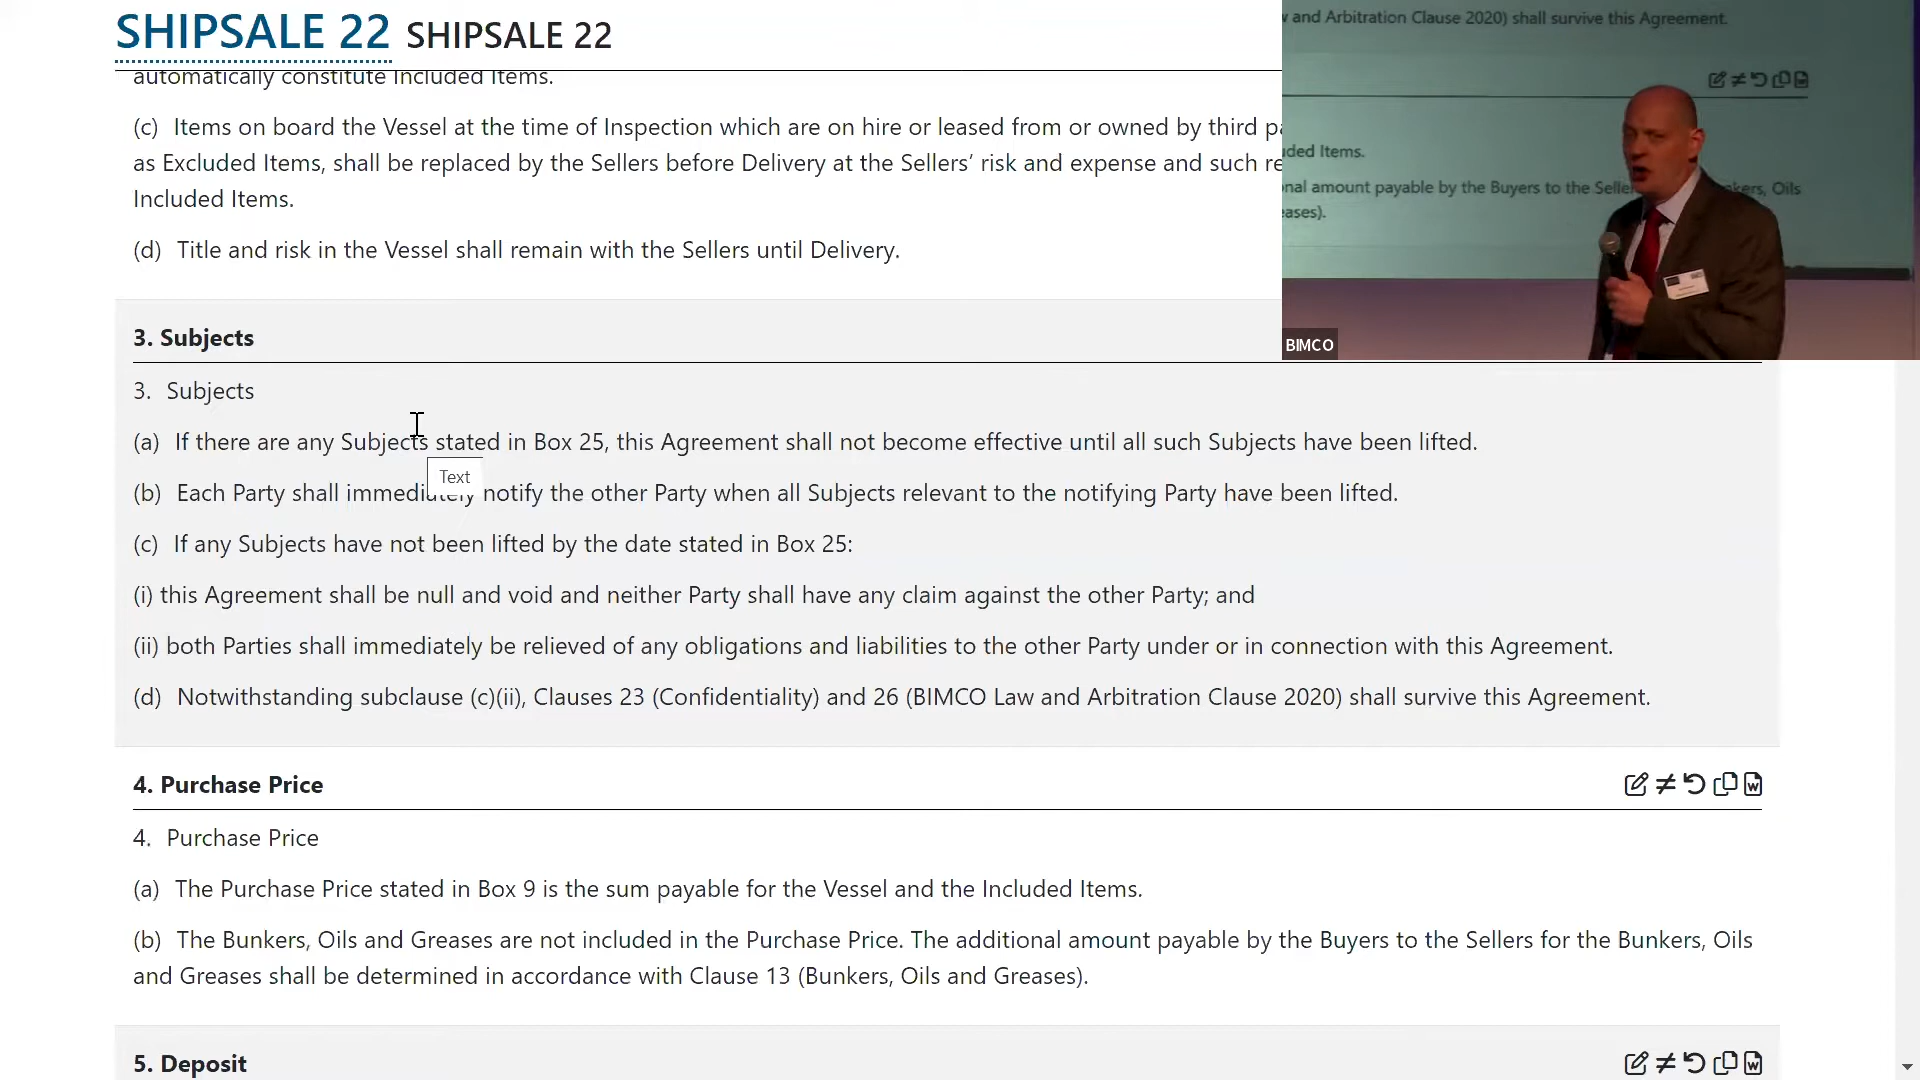 SHIPSALE 22 SHIPSALE 22
automatically constitute Included Items.
(c) Items on board the Vessel at the time of Inspection which are on hire or leased from or owned by third
as Excluded Items, shall be replaced by the Sellers before Delivery at the Sellers’ risk and expense and such
Included Items.
(d) Title and risk in the Vessel shall remain with the Sellers until Delivery.
and Arbitration Clause 2020) shall survive this Agreement.
Items.
amount payable by the Buyers to the
Oils
BIMCO
3. Subjects
3. Subjects
(a) If there are any Subjects stated in Box 25, this Agreement shall not become effective until all such Subjects have been lifted.
Text
(b) Each Party shall immediately notify the other Party when all Subjects relevant to the notifying Party have been lifted.
(c) If any Subjects have not been lifted by the date stated in Box 25:
(i) this Agreement shall be null and void and neither Party shall have any claim against the other Party; and
(ii) both Parties shall immediately be relieved of any obligations and liabilities to the other Party under or in connection with this Agreement.
(d) Notwithstanding subclause (c)(ii), Clauses 23 (Confidentiality) and 26 (BIMCO Law and Arbitration Clause 2020) shall survive this Agreement.
4. Purchase Price
4. Purchase Price
(a) The Purchase Price stated in Box 9 is the sum payable for the Vessel and the Included Items.
(b) The Bunkers, Oils and Greases are not included in the Purchase Price. The additional amount payable by the Buyers to the Sellers for the Bunkers, Oils
and Greases shall be determined in accordance with Clause 13 (Bunkers, Oils and Greases).
5. Deposit